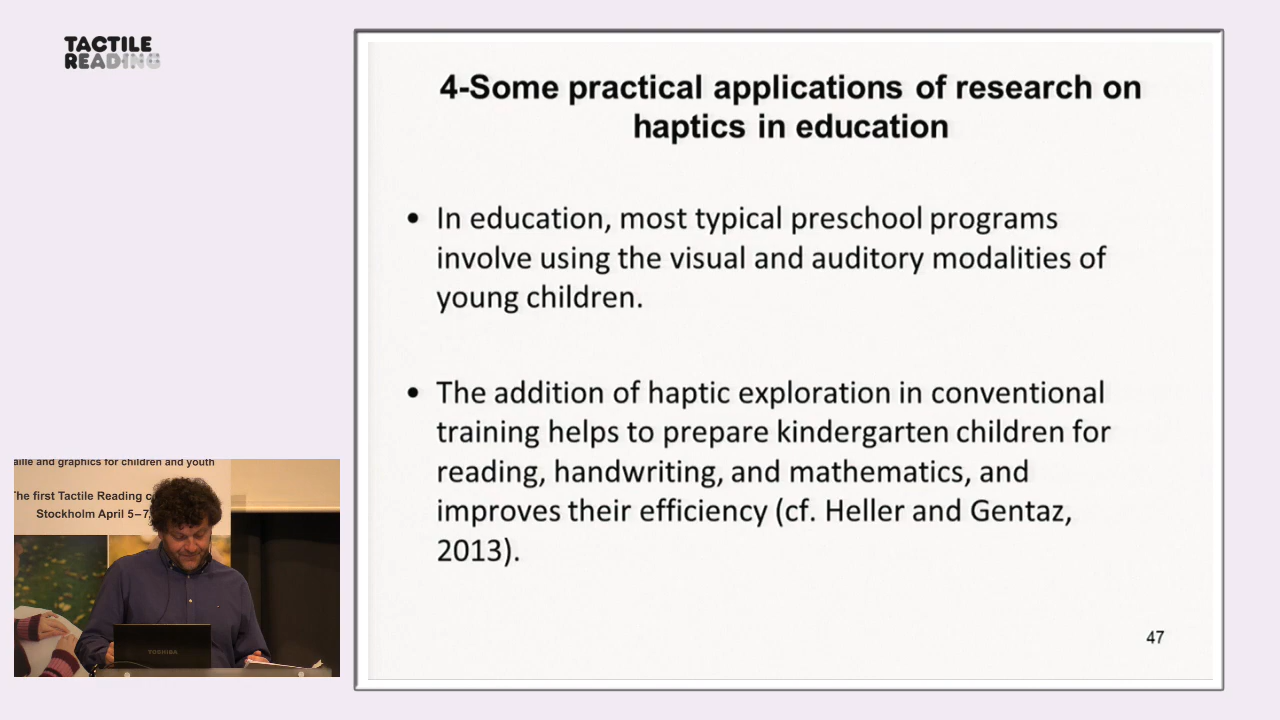 TACTILE
READING
4-Some practical applications of research on
haptics in education
• In education, most typical preschool programs
involve using the visual and auditory modalities of
young children.
• The addition of haptic exploration in conventional
training helps to prepare kindergarten children for
reading, handwriting, and mathematics, and
improves their efficiency (cf. Heller and Gentaz,
2013).
47
and graphics for children and youth
The first Tactile Reading
Stockholm April 5–7,
TOSHIBA